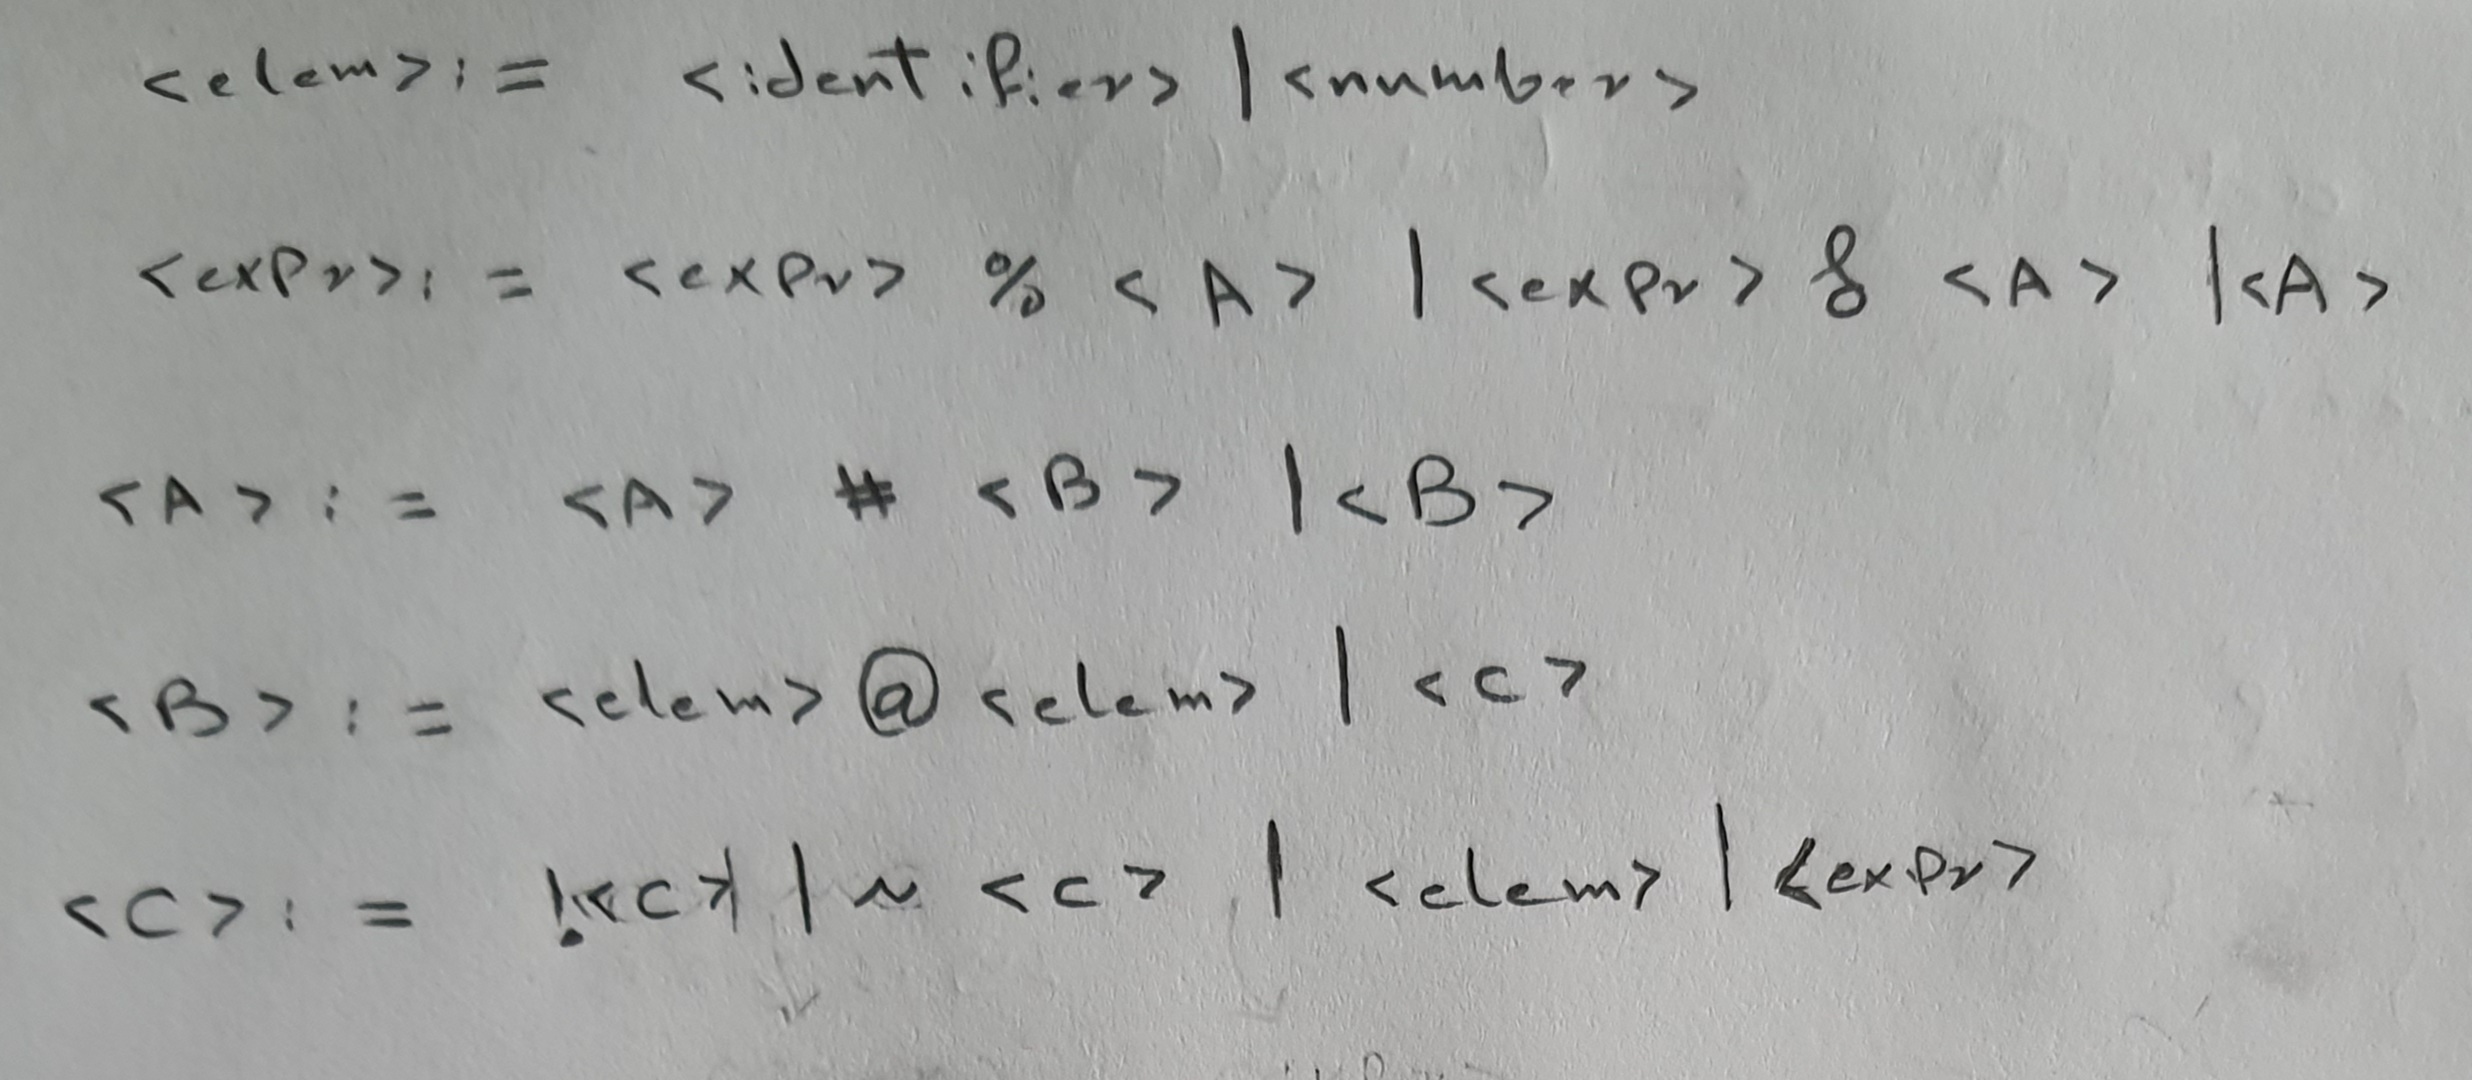 <elem> := <identifier> | <number>
<expr> := <expr> % <A> | <expr> & <A> | <A>
<A> := <A> # <B> | <B>
<B> := <elem> @ <elem> | <C>
<C> := !<C> | ~ <C> | <elem> | <expr>